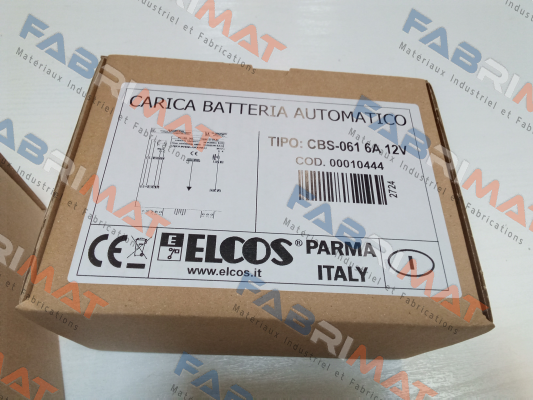 CARICA BATTERIA AUTOMATICO
TIPO: CBS-061 6A 12V
COD. 00010444
2724
CE
E ELCOS® PARMA
ITALY
www.elcos.it
I
FABRIMAT
Matériaux Industriel et Fabrications